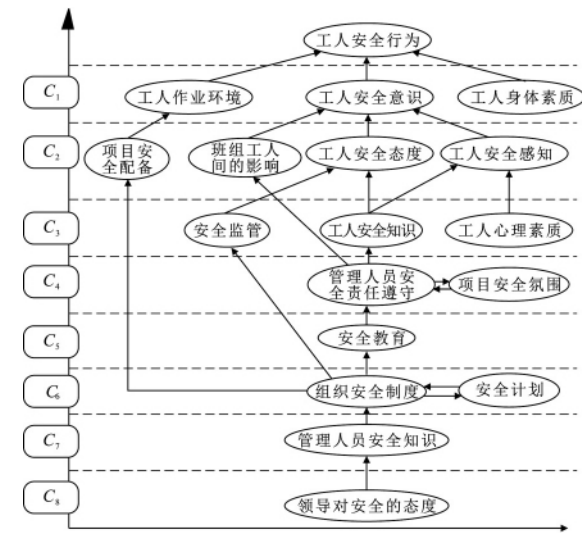 工人安全行为
C₁
工人作业环境
工人安全意识
工人身体素质
C₂
项目安
全配备
班组工人
间的影响
工人安全态度
工人安全感知
C₃
安全监管
工人安全知识
工人心理素质
C₄
管理人员安
全责任遵守
项目安全氛围
C₅
安全教育
C₆
组织安全制度
安全计划
C₇
管理人员安全知识
C₈
领导对安全的态度